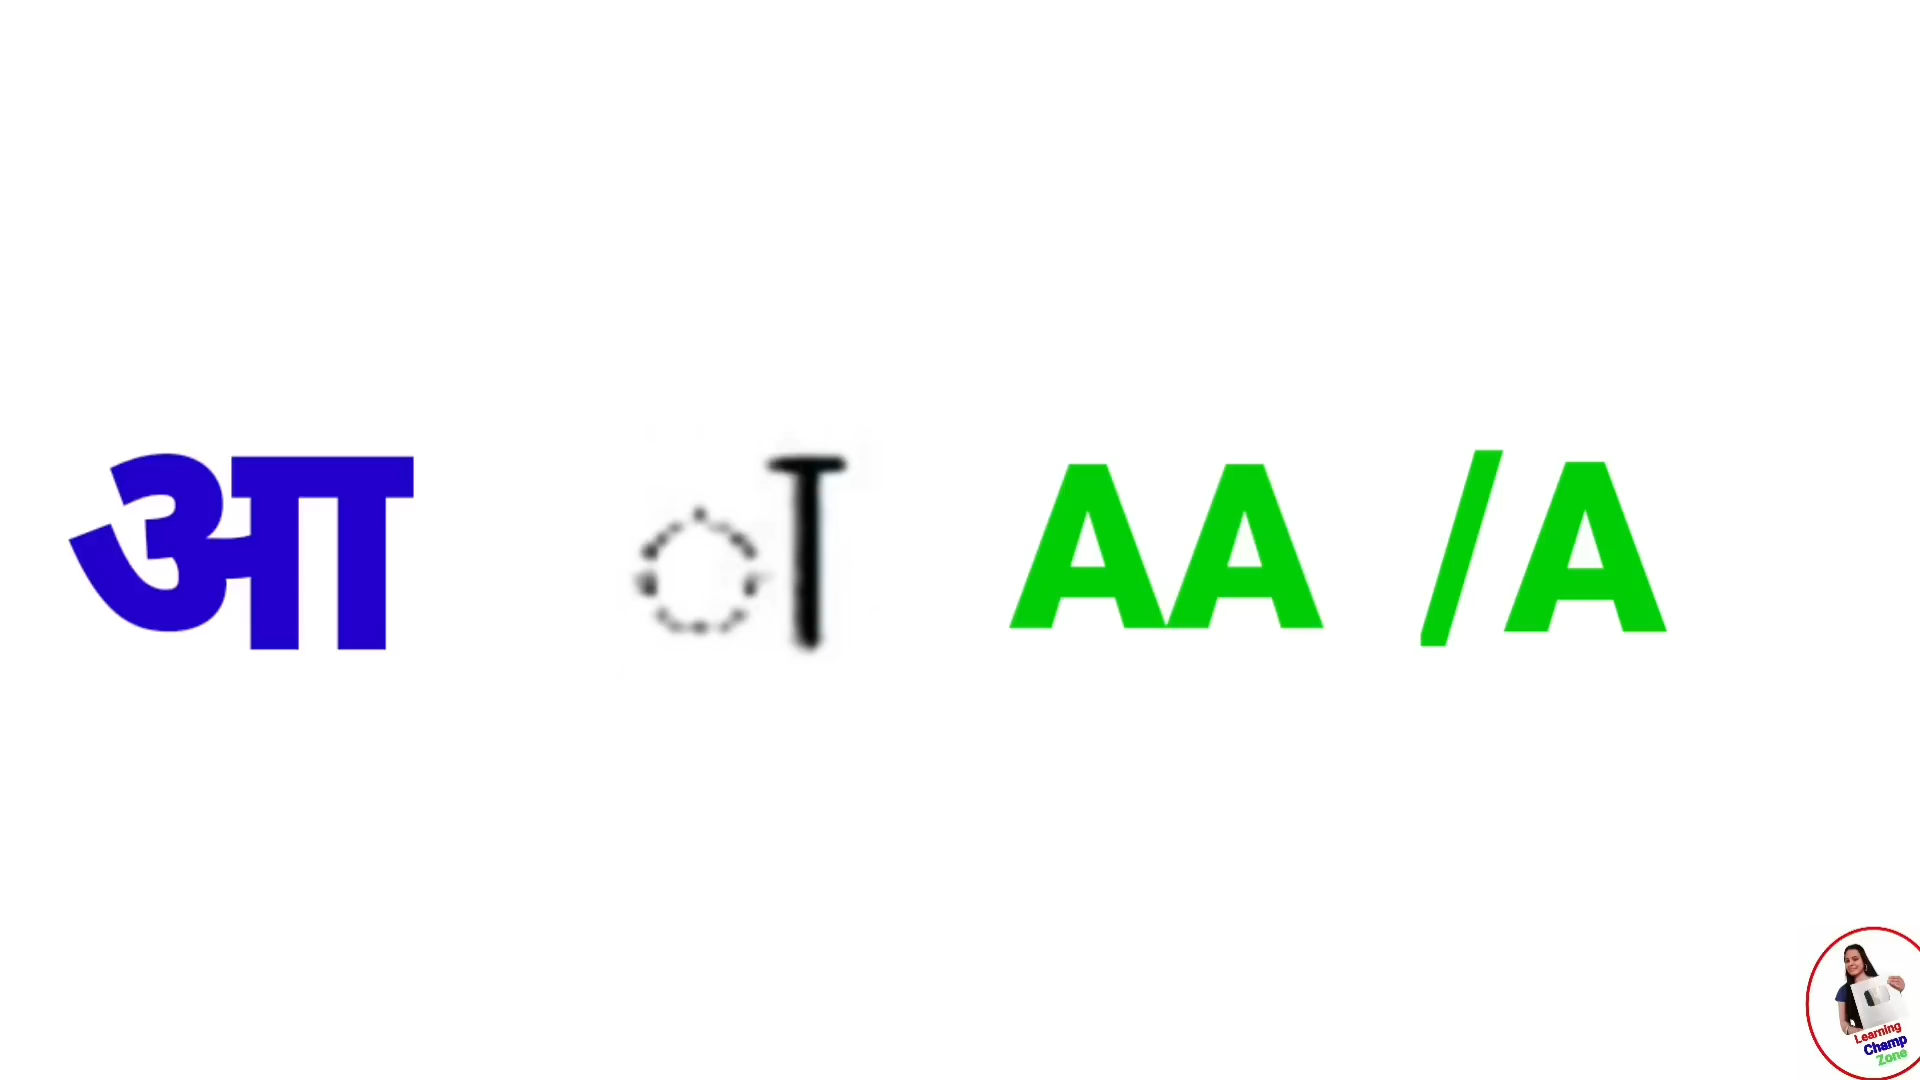 आ ा AA /A
Learning
Champ
Zone